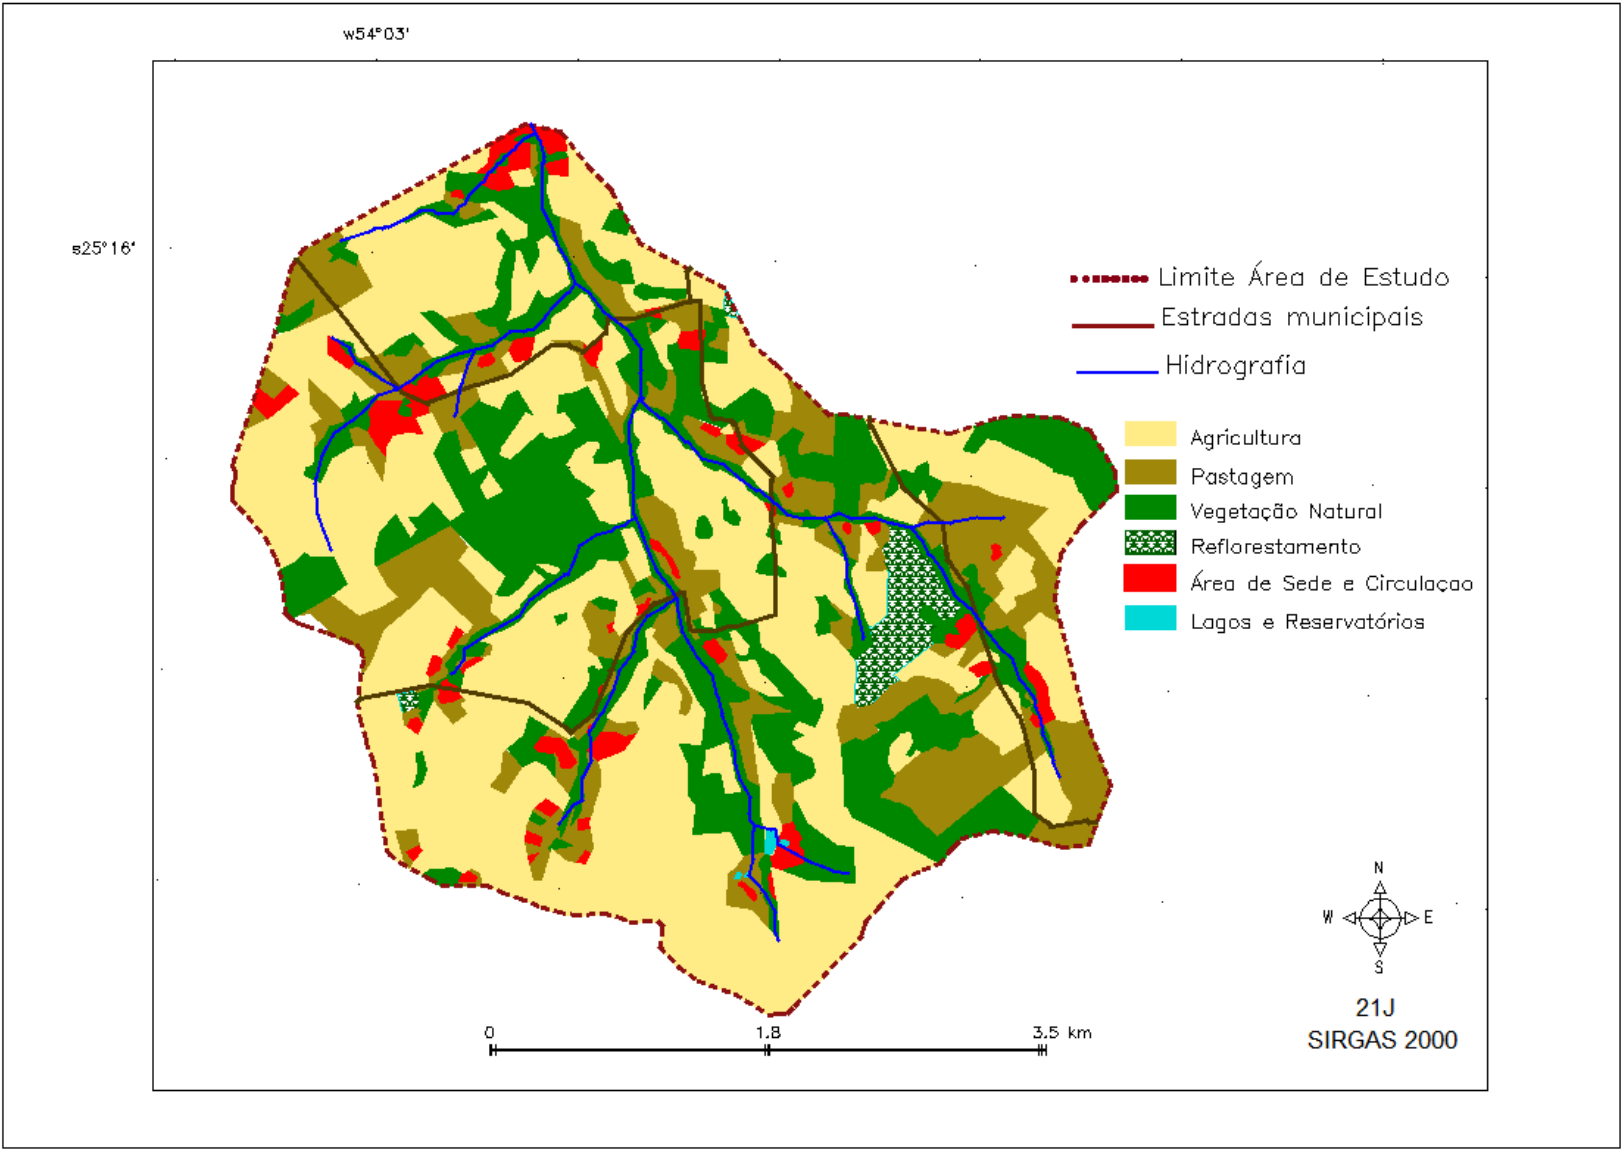 w54°03'
s25°16'
Limite Área de Estudo
Estradas municipais
Hidrografia
Agricultura
Pastagem
Vegetação Natural
Reflorestamento
Área de Sede e Circulaçao
Lagos e Reservatórios
N
W E
S
21J
SIRGAS 2000
0 1.8 3.5 km